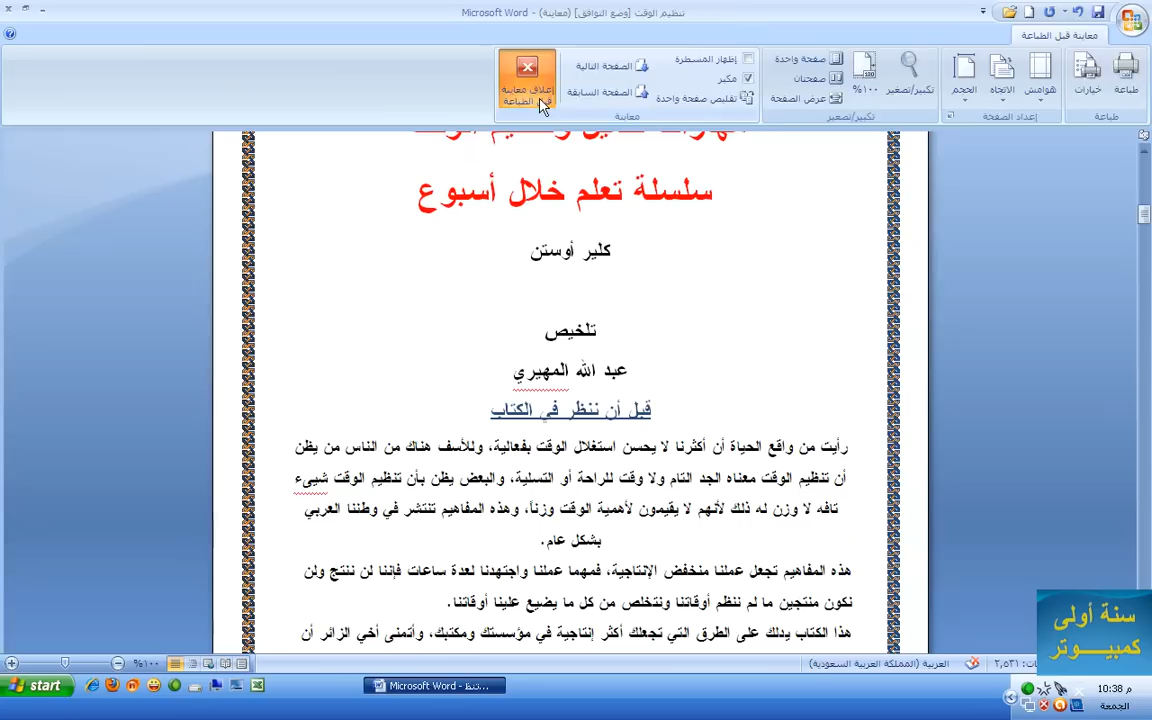 تنظيم الوقت [وضع التوافق] (معاينة) - Microsoft Word
معاينة قبل الطباعة
طباعة
خيارات
طباعة
هوامش
الاتجاه
الحجم
إعداد الصفحة
تكبير/تصغير
١٠٠%
صفحة واحدة
صفحتان
عرض الصفحة
تكبير/تصغير
إظهار المسطرة
مكبر
تقليص صفحة واحدة
الصفحة التالية
الصفحة السابقة
إغلاق معاينة
قبل الطباعة
معاينة
سلسلة تعلم خلال أسبوع
كلير أوستن
تلخيص
عبد الله المهيري
قبل أن ننظر في الكتاب
رأيت من واقع الحياة أن أكثرنا لا يحسن استغلال الوقت بفعالية، وللأسف هناك من الناس من يظن
أن تنظيم الوقت معناه الجد التام ولا وقت للراحة أو التسلية، والبعض يظن بأن تنظيم الوقت شيىء
تافه لا وزن له ذلك لأنهم لا يقيمون لأهمية الوقت وزناً، وهذه المفاهيم تنتشر في وطننا العربي
بشكل عام.
هذه المفاهيم تجعل عملنا منخفض الإنتاجية، فمهما عملنا واجتهدنا لعدة ساعات فإننا لن ننتج ولن
نكون منتجين ما لم ننظم أوقاتنا ونتخلص من كل ما يضيع علينا أوقاتنا.
هذا الكتاب يدلك على الطرق التي تجعلك أكثر إنتاجية في مؤسستك ومكتبك، وأتمنى أخي الزائر أن
سنة أولى
كمبيـــوتر
٢,٥٣١
العربية (المملكة العربية السعودية)
١٠٠%
start
Microsoft Word - تنظ...
10:38 م
الجمعة